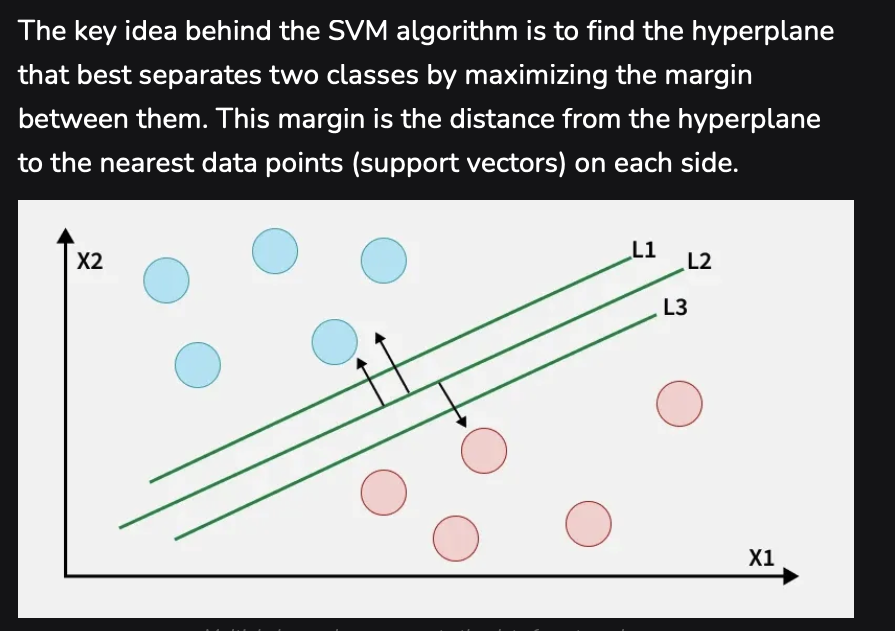 The key idea behind the SVM algorithm is to find the hyperplane
that best separates two classes by maximizing the margin
between them. This margin is the distance from the hyperplane
to the nearest data points (support vectors) on each side.
L1
X2
L2
L3
X1